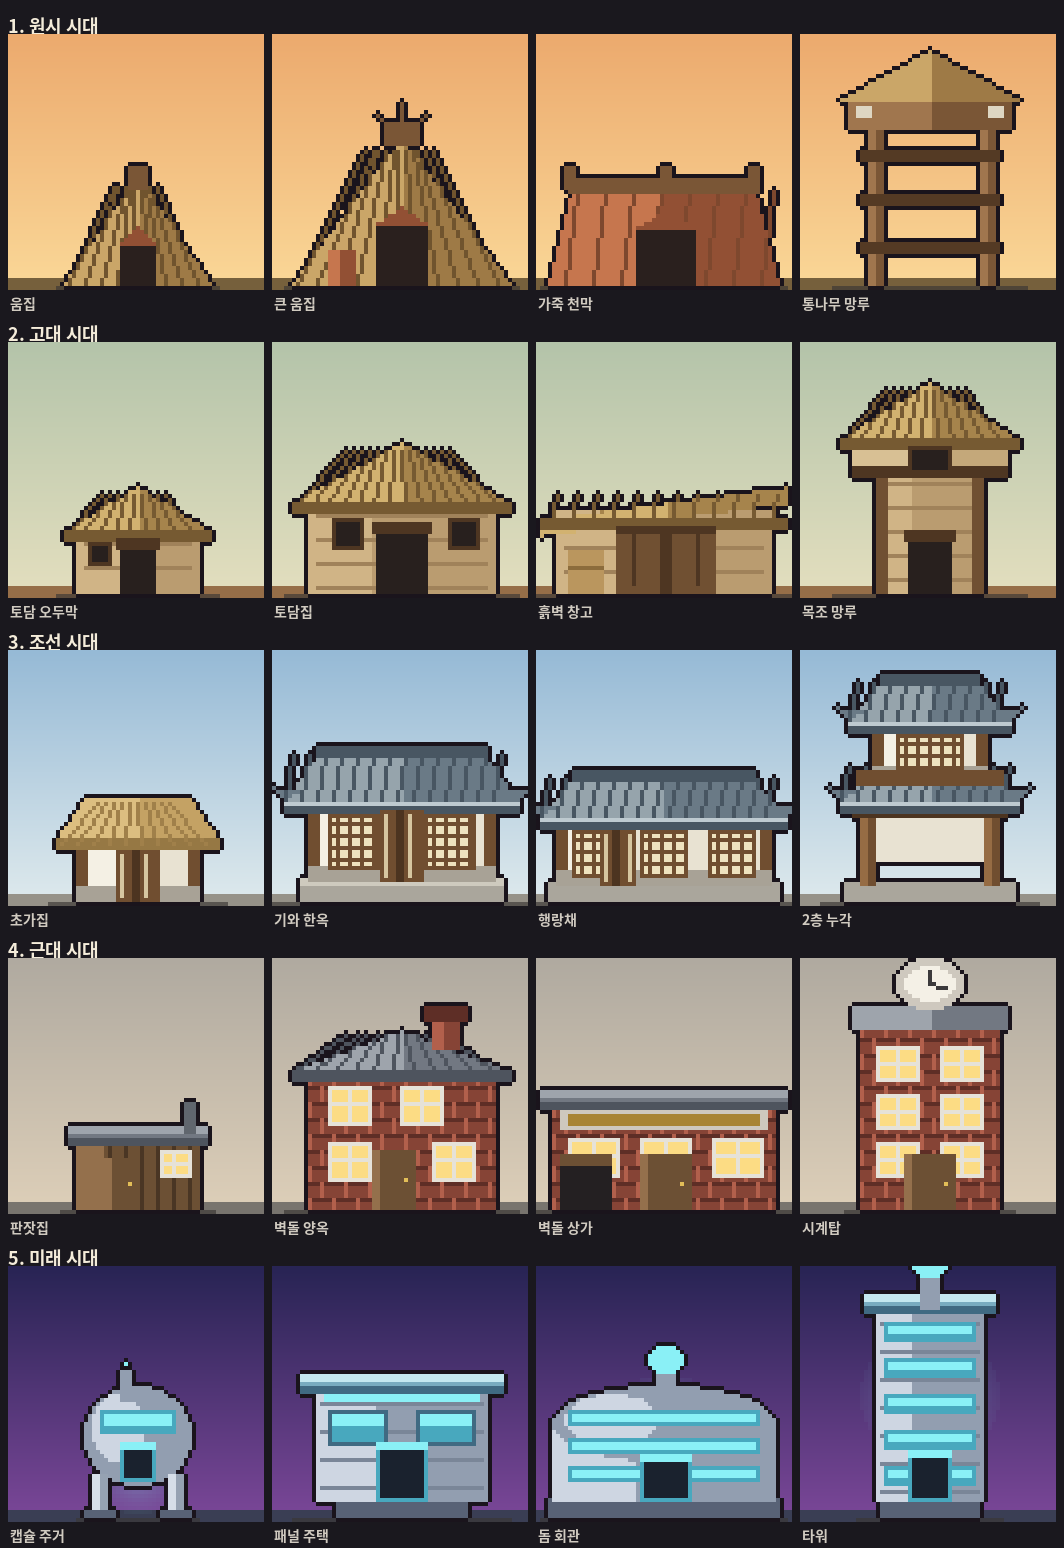 1. 원시 시대
움집
큰 움집
가죽 천막
통나무 망루
2. 고대 시대
토담 오두막
토담집
흙벽 창고
목조 망루
3. 조선 시대
초가집
기와 한옥
행랑채
2층 누각
4. 근대 시대
판잣집
벽돌 양옥
벽돌 상가
시계탑
5. 미래 시대
캡슐 주거
패널 주택
돔 회관
타워